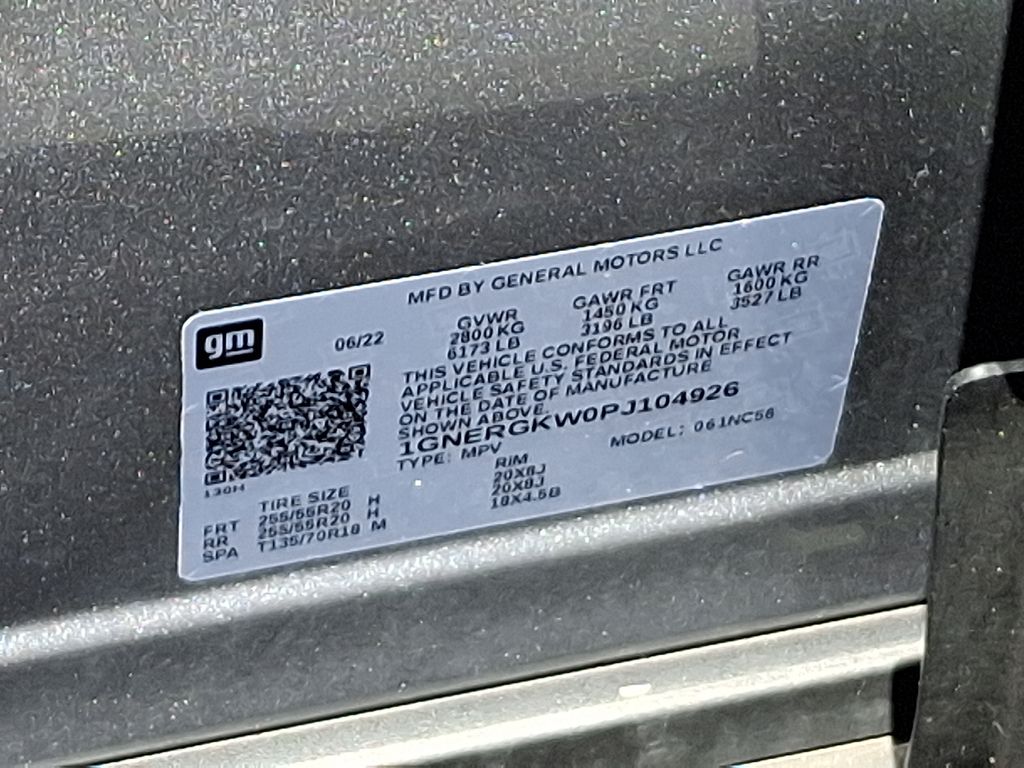 MFD BY GENERAL MOTORS LLC
gm
06/22
GVWR GAWR FRT GAWR RR
2800 KG 1450 KG 1600 KG
6173 LB 3196 LB 3527 LB
THIS VEHICLE CONFORMS TO ALL
APPLICABLE U.S. FEDERAL MOTOR
VEHICLE SAFETY STANDARDS IN EFFECT
ON THE DATE OF MANUFACTURE
SHOWN ABOVE.
1GNERGKW0PJ104926
TYPE: MPV MODEL: 061NC56
130H
TIRE SIZE RIM
FRT 255/55R20 H 20X8J
RR 255/55R20 H 20X8J
SPA T135/70R18 M 18X4.5B